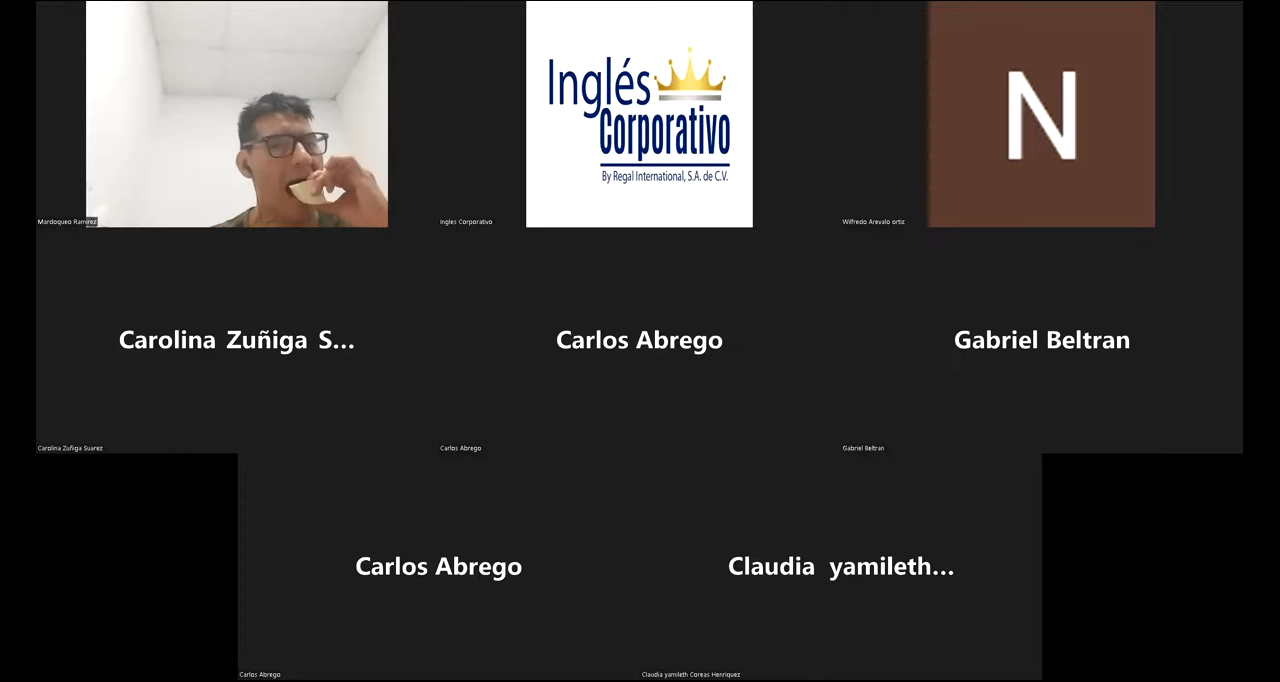 Inglés
Corporativo
By Regal International, S.A. de C.V.
N
Mardoqueo Ramirez
Ingles Corporativo
Wilfredo Arevalo ortiz
Carolina Zuñiga S...
Carlos Abrego
Gabriel Beltran
Carolina Zuñiga Suarez
Carlos Abrego
Gabriel Beltran
Carlos Abrego
Claudia yamileth...
Carlos Abrego
Claudia yamileth Coreas Henriquez